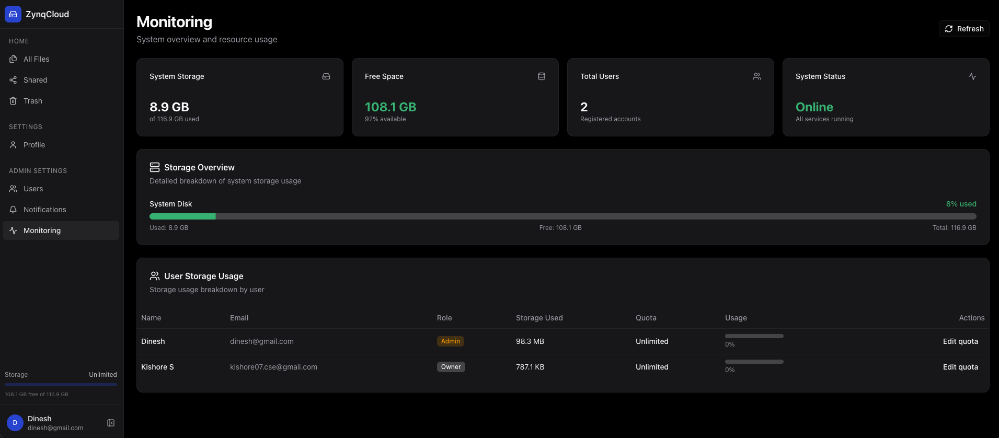 ZynqCloud
HOME
All Files
Shared
Trash
SETTINGS
Profile
ADMIN SETTINGS
Users
Notifications
Monitoring
Storage Unlimited
108.1 GB free of 116.9 GB
D
Dinesh
dinesh@gmail.com
Monitoring
System overview and resource usage
Refresh
System Storage
8.9 GB
of 116.9 GB used
Free Space
108.1 GB
92% available
Total Users
2
Registered accounts
System Status
Online
All services running
Storage Overview
Detailed breakdown of system storage usage
System Disk 8% used
Used: 8.9 GB Free: 108.1 GB Total: 116.9 GB
User Storage Usage
Storage usage breakdown by user
Name Email Role Storage Used Quota Usage Actions
Dinesh dinesh@gmail.com Admin 98.3 MB Unlimited 0% Edit quota
Kishore S kishore07.cse@gmail.com Owner 787.1 KB Unlimited 0% Edit quota